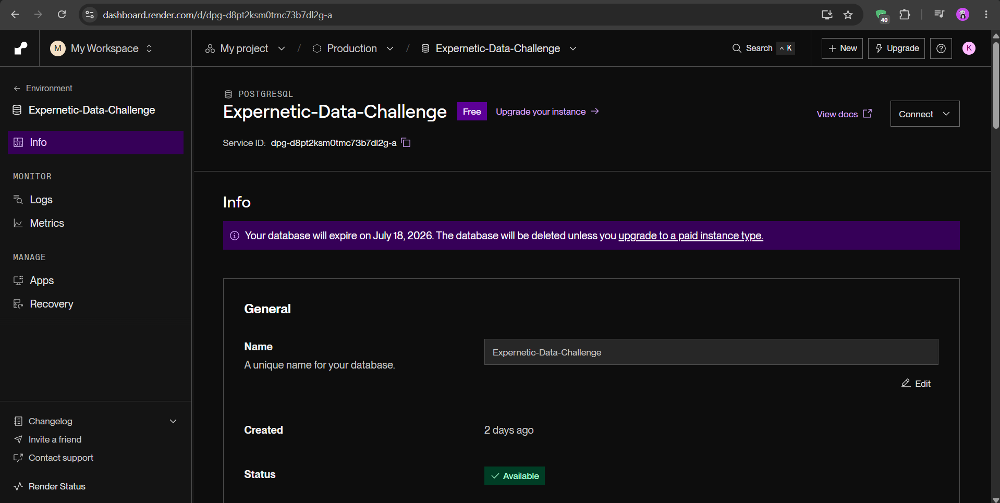 dashboard.render.com/d/dpg-d8pt2ksm0tmc73b7dl2g-a
40
M My Workspace
My project / Production / Expernetic-Data-Challenge
Search ^ K
+ New
Upgrade
K
Environment
Expernetic-Data-Challenge
Info
MONITOR
Logs
Metrics
MANAGE
Apps
Recovery
Changelog
Invite a friend
Contact support
Render Status
POSTGRESQL
Expernetic-Data-Challenge Free Upgrade your instance →
View docs
Connect
Service ID: dpg-d8pt2ksm0tmc73b7dl2g-a
Info
Your database will expire on July 18, 2026. The database will be deleted unless you upgrade to a paid instance type.
General
Name
A unique name for your database.
Expernetic-Data-Challenge
Edit
Created
2 days ago
Status
Available